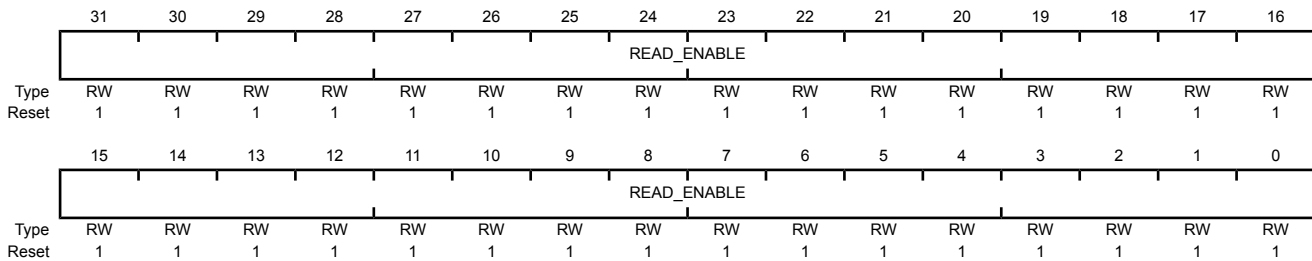 31 30 29 28 27 26 25 24 23 22 21 20 19 18 17 16
READ_ENABLE
Type RW RW RW RW RW RW RW RW RW RW RW RW RW RW RW RW
Reset 1 1 1 1 1 1 1 1 1 1 1 1 1 1 1 1
15 14 13 12 11 10 9 8 7 6 5 4 3 2 1 0
READ_ENABLE
Type RW RW RW RW RW RW RW RW RW RW RW RW RW RW RW RW
Reset 1 1 1 1 1 1 1 1 1 1 1 1 1 1 1 1